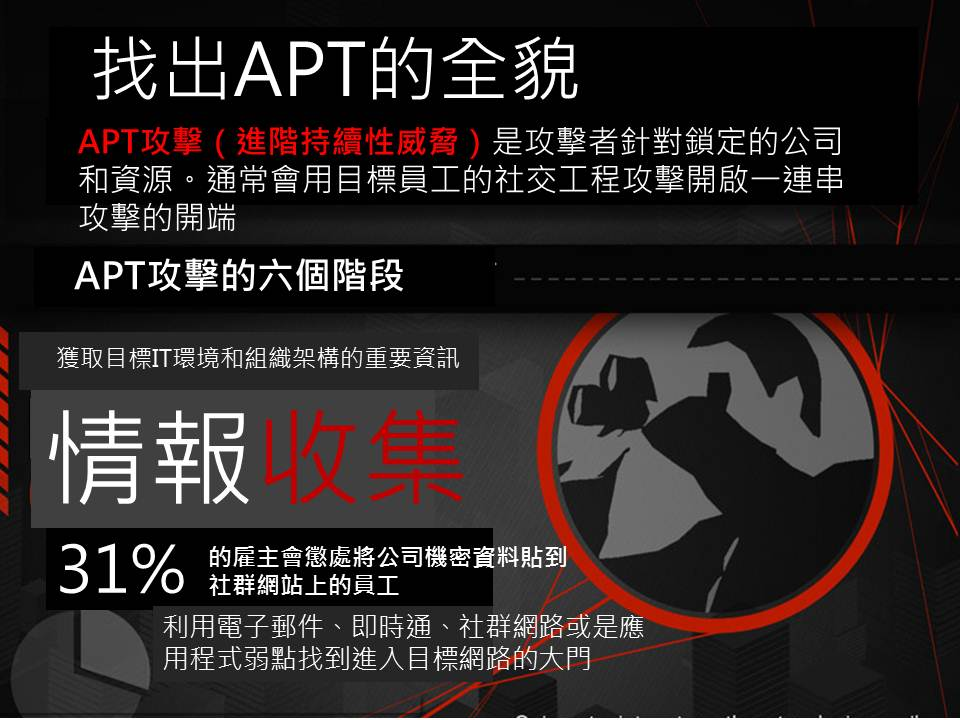 找出APT的全貌
APT攻擊（進階持續性威脅）是攻擊者針對鎖定的公司
和資源。通常會用目標員工的社交工程攻擊開啟一連串
攻擊的開端
APT攻擊的六個階段
獲取目標IT環境和組織架構的重要資訊
情報收集
31% 的雇主會懲處將公司機密資料貼到
社群網站上的員工
利用電子郵件、即時通、社群網路或是應
用程式弱點找到進入目標網路的大門